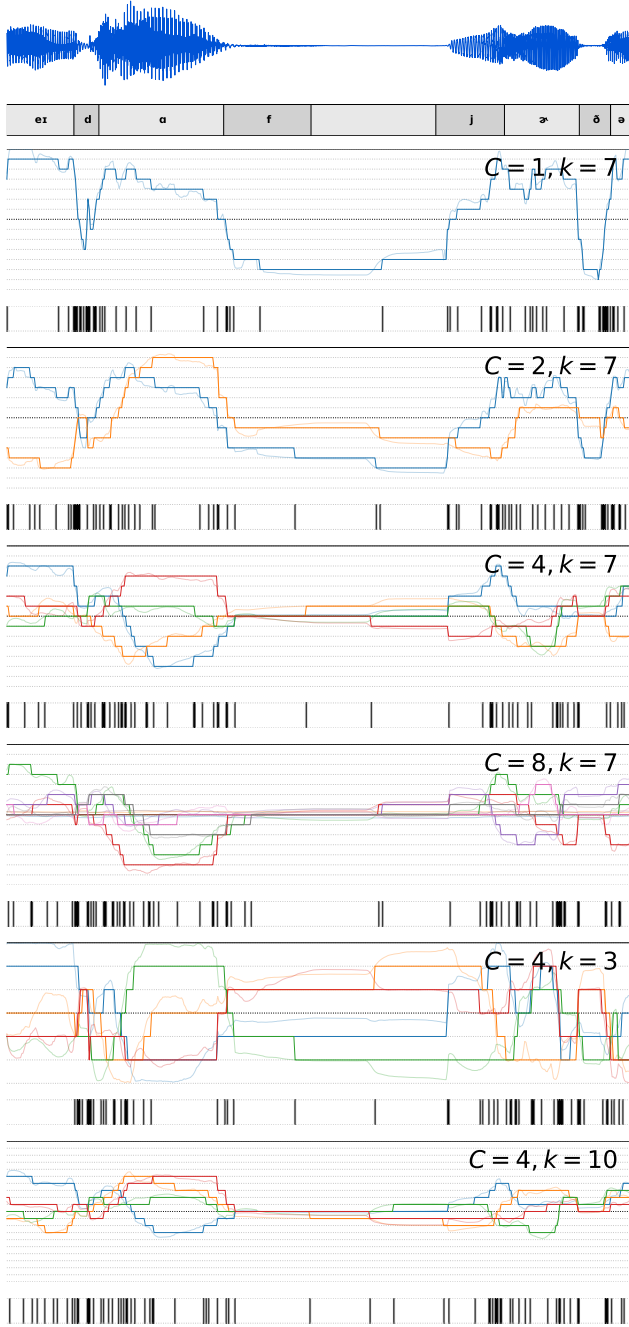 eɪ d ɑ f j ɚ ð ə
C = 1, k = 7
C = 2, k = 7
C = 4, k = 7
C = 8, k = 7
C = 4, k = 3
C = 4, k = 10